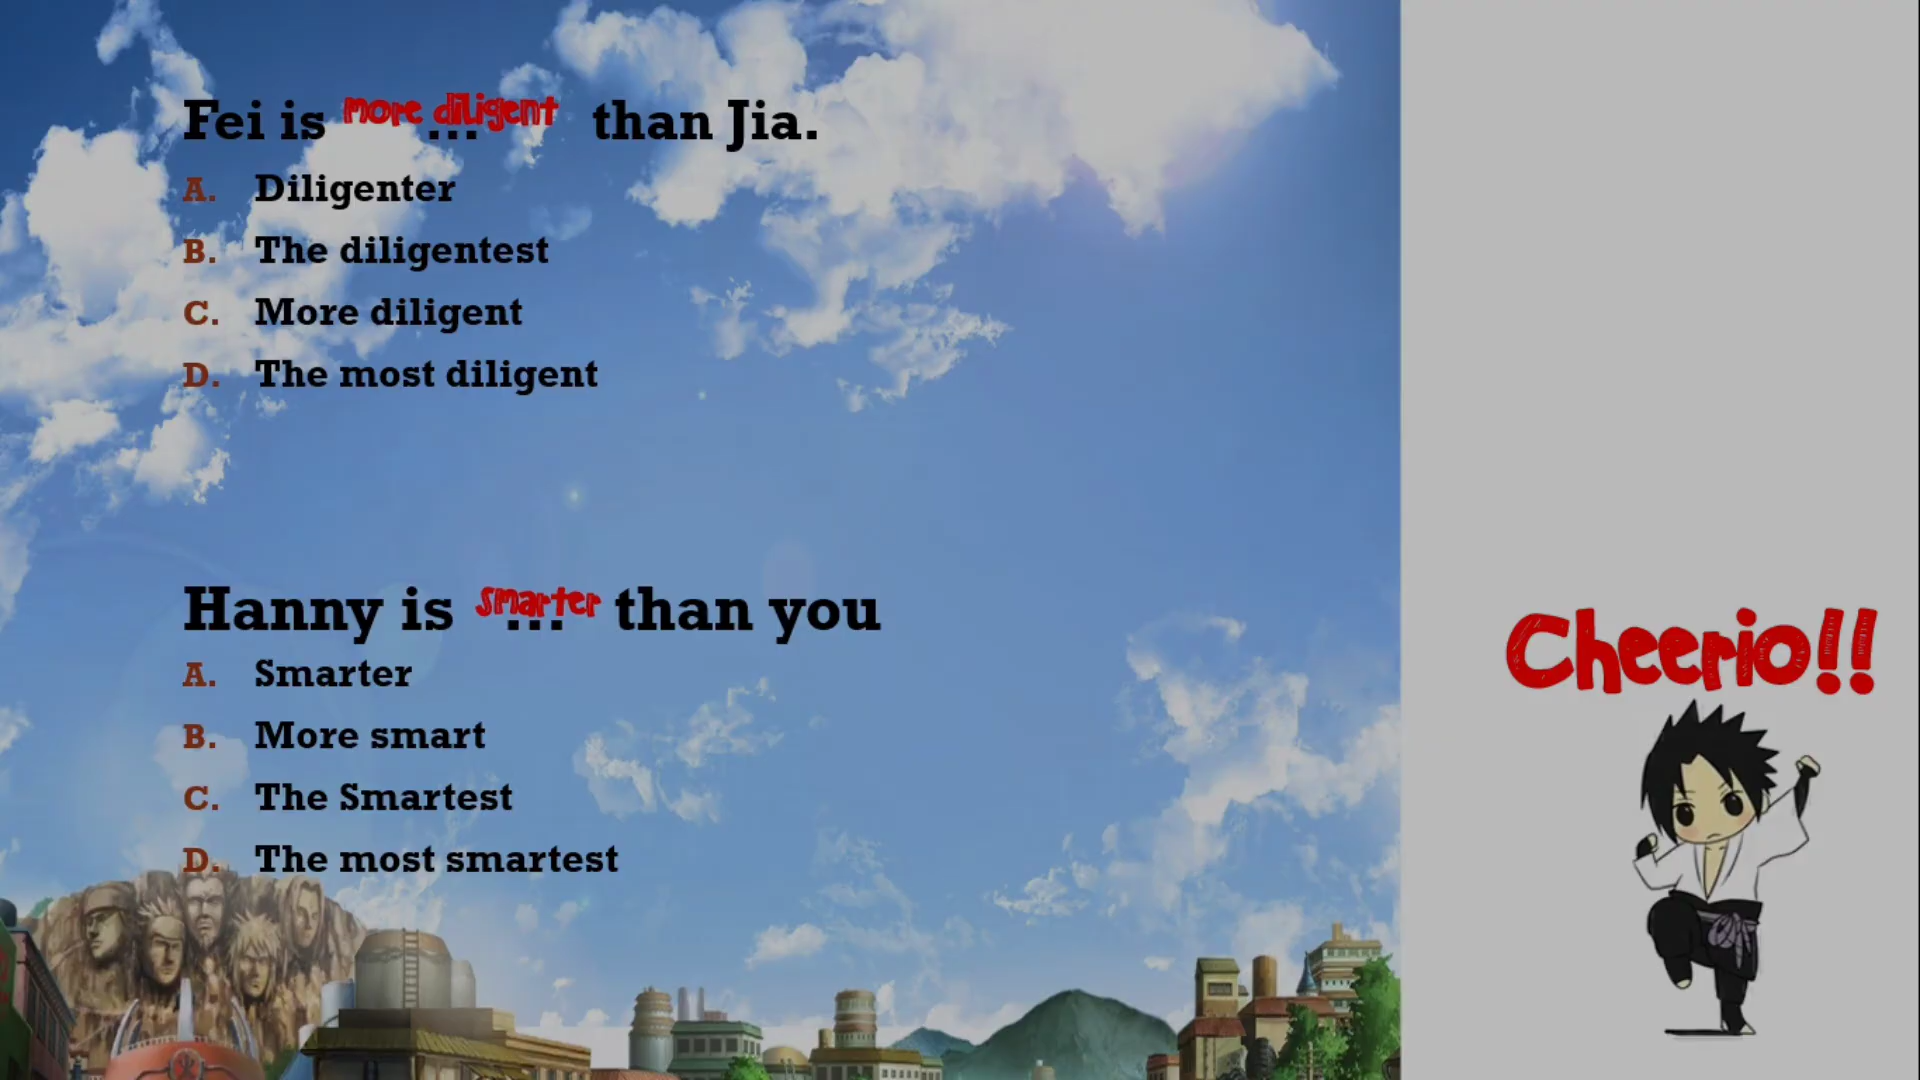 Fei is more diligent ... than Jia.
A. Diligenter
B. The diligentest
C. More diligent
D. The most diligent
Hanny is smarter ... than you
A. Smarter
B. More smart
C. The Smartest
D. The most smartest
Cheerio!!